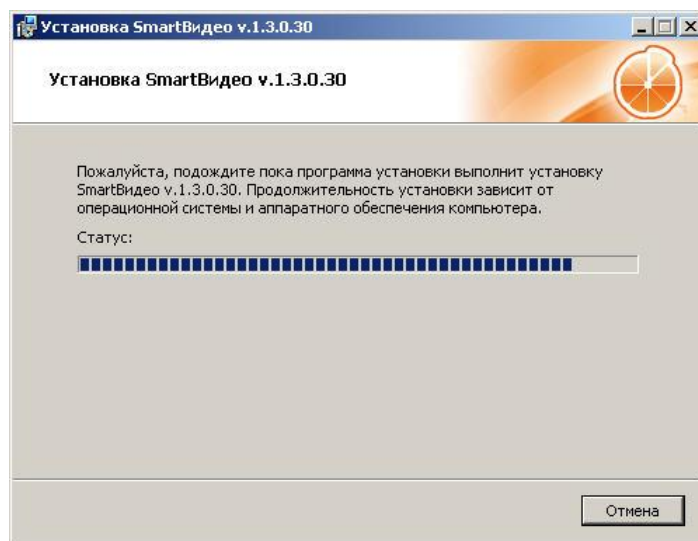 Установка SmartВидео v.1.3.0.30
Установка SmartВидео v.1.3.0.30
Пожалуйста, подождите пока программа установки выполнит установку
SmartВидео v.1.3.0.30. Продолжительность установки зависит от
операционной системы и аппаратного обеспечения компьютера.
Статус:
Отмена